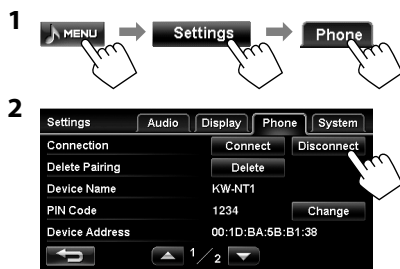 1
MENU Settings Phone
2
Settings Audio Display Phone System
Connection Connect Disconnect
Delete Pairing Delete
Device Name KW-NT1
PIN Code 1234 Change
Device Address 00:1D:BA:5B:B1:38
1/2